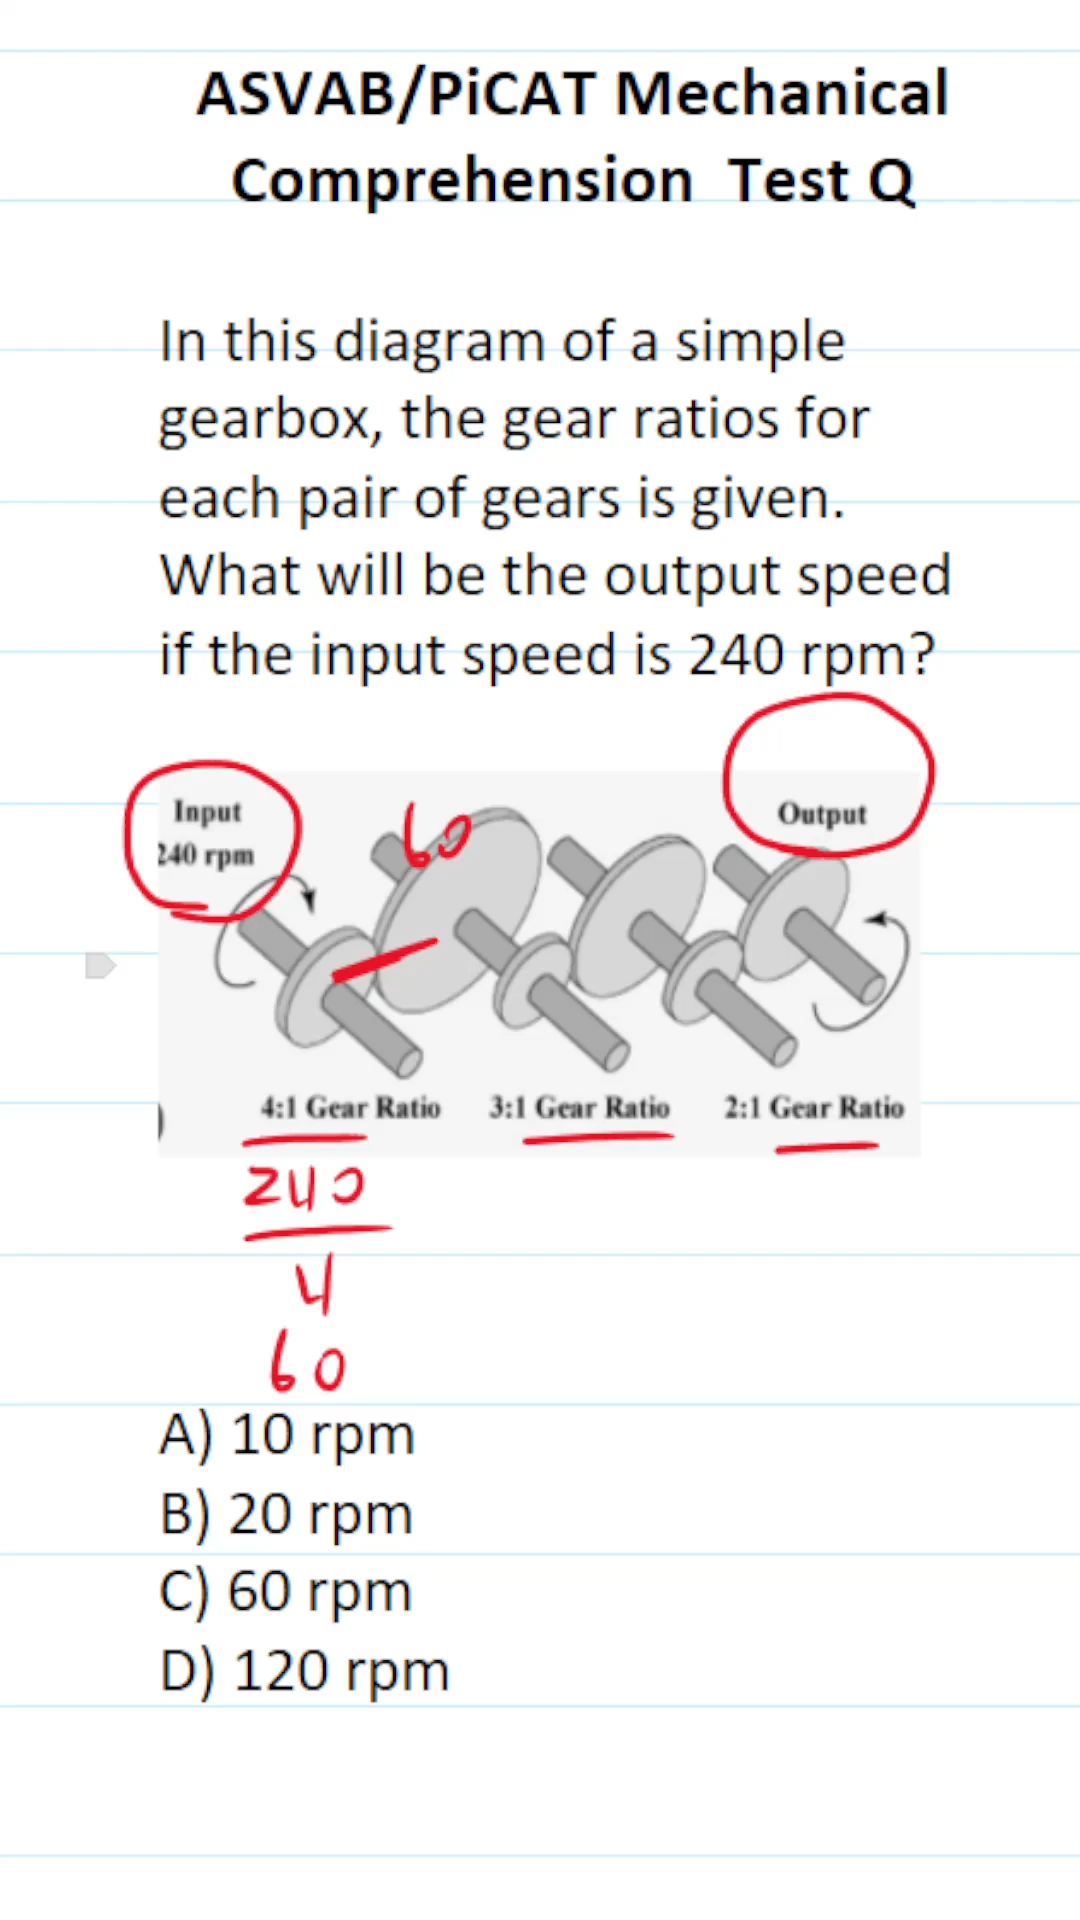 ASVAB/PiCAT Mechanical
Comprehension Test Q
In this diagram of a simple
gearbox, the gear ratios for
each pair of gears is given.
What will be the output speed
if the input speed is 240 rpm?
Input
240 rpm
60
Output
4:1 Gear Ratio 3:1 Gear Ratio 2:1 Gear Ratio
240
4
60
A) 10 rpm
B) 20 rpm
C) 60 rpm
D) 120 rpm